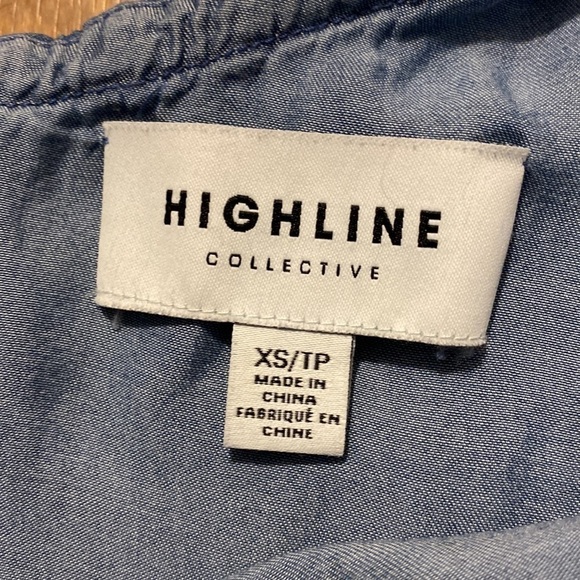 HIGHLINE
COLLECTIVE
XS/TP
MADE IN
CHINA
FABRIQUÉ EN
CHINE